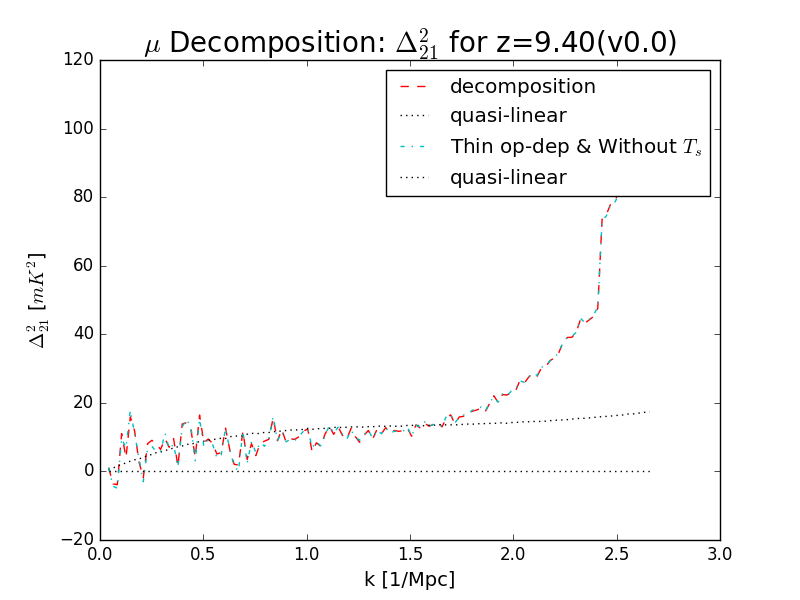 μ Decomposition: Δ²₂₁ for z=9.40(v0.0)
120
100
80
60
40
20
0
−20
Δ²₂₁ [mK²]
decomposition
quasi-linear
Thin op-dep & Without Tₛ
quasi-linear
0.0 0.5 1.0 1.5 2.0 2.5 3.0
k [1/Mpc]